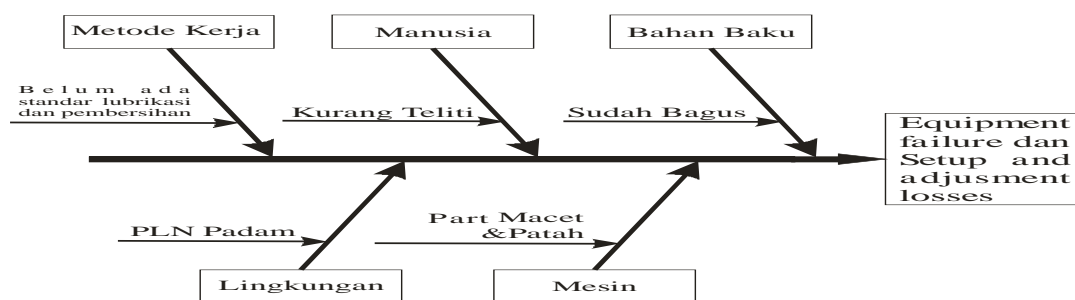 Metode Kerja
Manusia
Bahan Baku
Belum ada
standar lubrikasi
dan pembersihan
Kurang Teliti
Sudah Bagus
Equipment
failure dan
Setup and
adjusment
losses
PLN Padam
Part Macet
&Patah
Lingkungan
Mesin